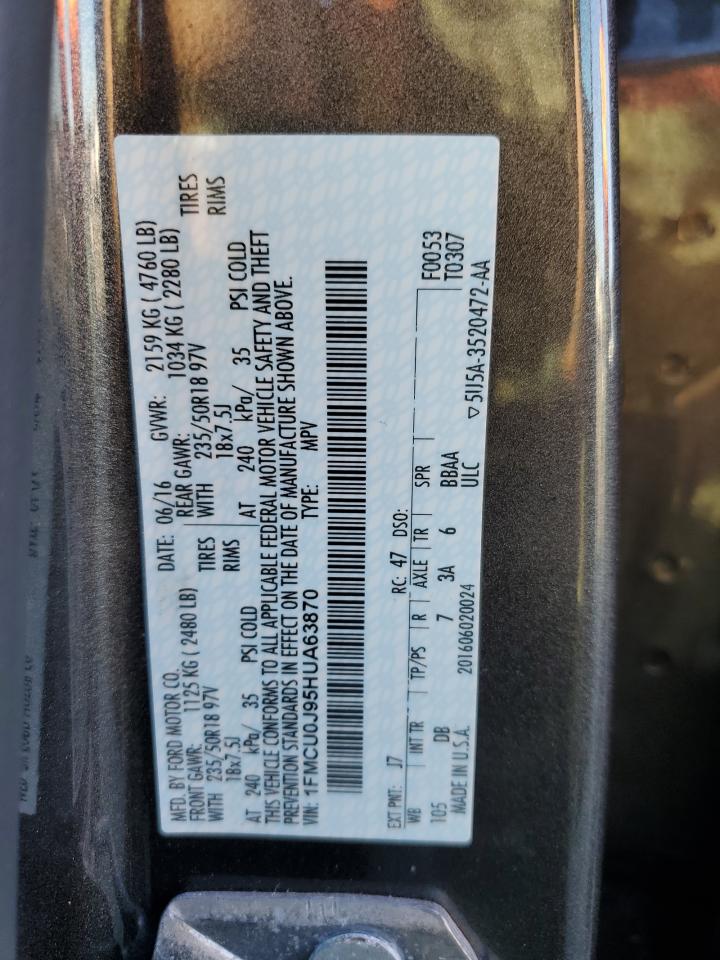 MFD. BY FORD MOTOR CO. DATE: 06/16 GVWR: 2159 KG ( 4760 LB)
FRONT GAWR: 1125 KG ( 2480 LB) REAR GAWR: 1034 KG ( 2280 LB)
WITH 235/50R18 97V TIRES WITH 235/50R18 97V TIRES
18x7.5J RIMS 18x7.5J RIMS
AT 240 kPa/ 35 PSI COLD AT 240 kPa/ 35 PSI COLD
THIS VEHICLE CONFORMS TO ALL APPLICABLE FEDERAL MOTOR VEHICLE SAFETY AND THEFT
PREVENTION STANDARDS IN EFFECT ON THE DATE OF MANUFACTURE SHOWN ABOVE.
VIN: 1FMCU0J95HUA63870 TYPE: MPV
EXT PNT: J7 RC: 47 DSO: F0053
WB INT TR TP/PS R AXLE TR SPR T0307
105 DB 7 3A 6 BBAA
MADE IN U.S.A. 201606020024 ULC ▽5U5A-3520472-AA